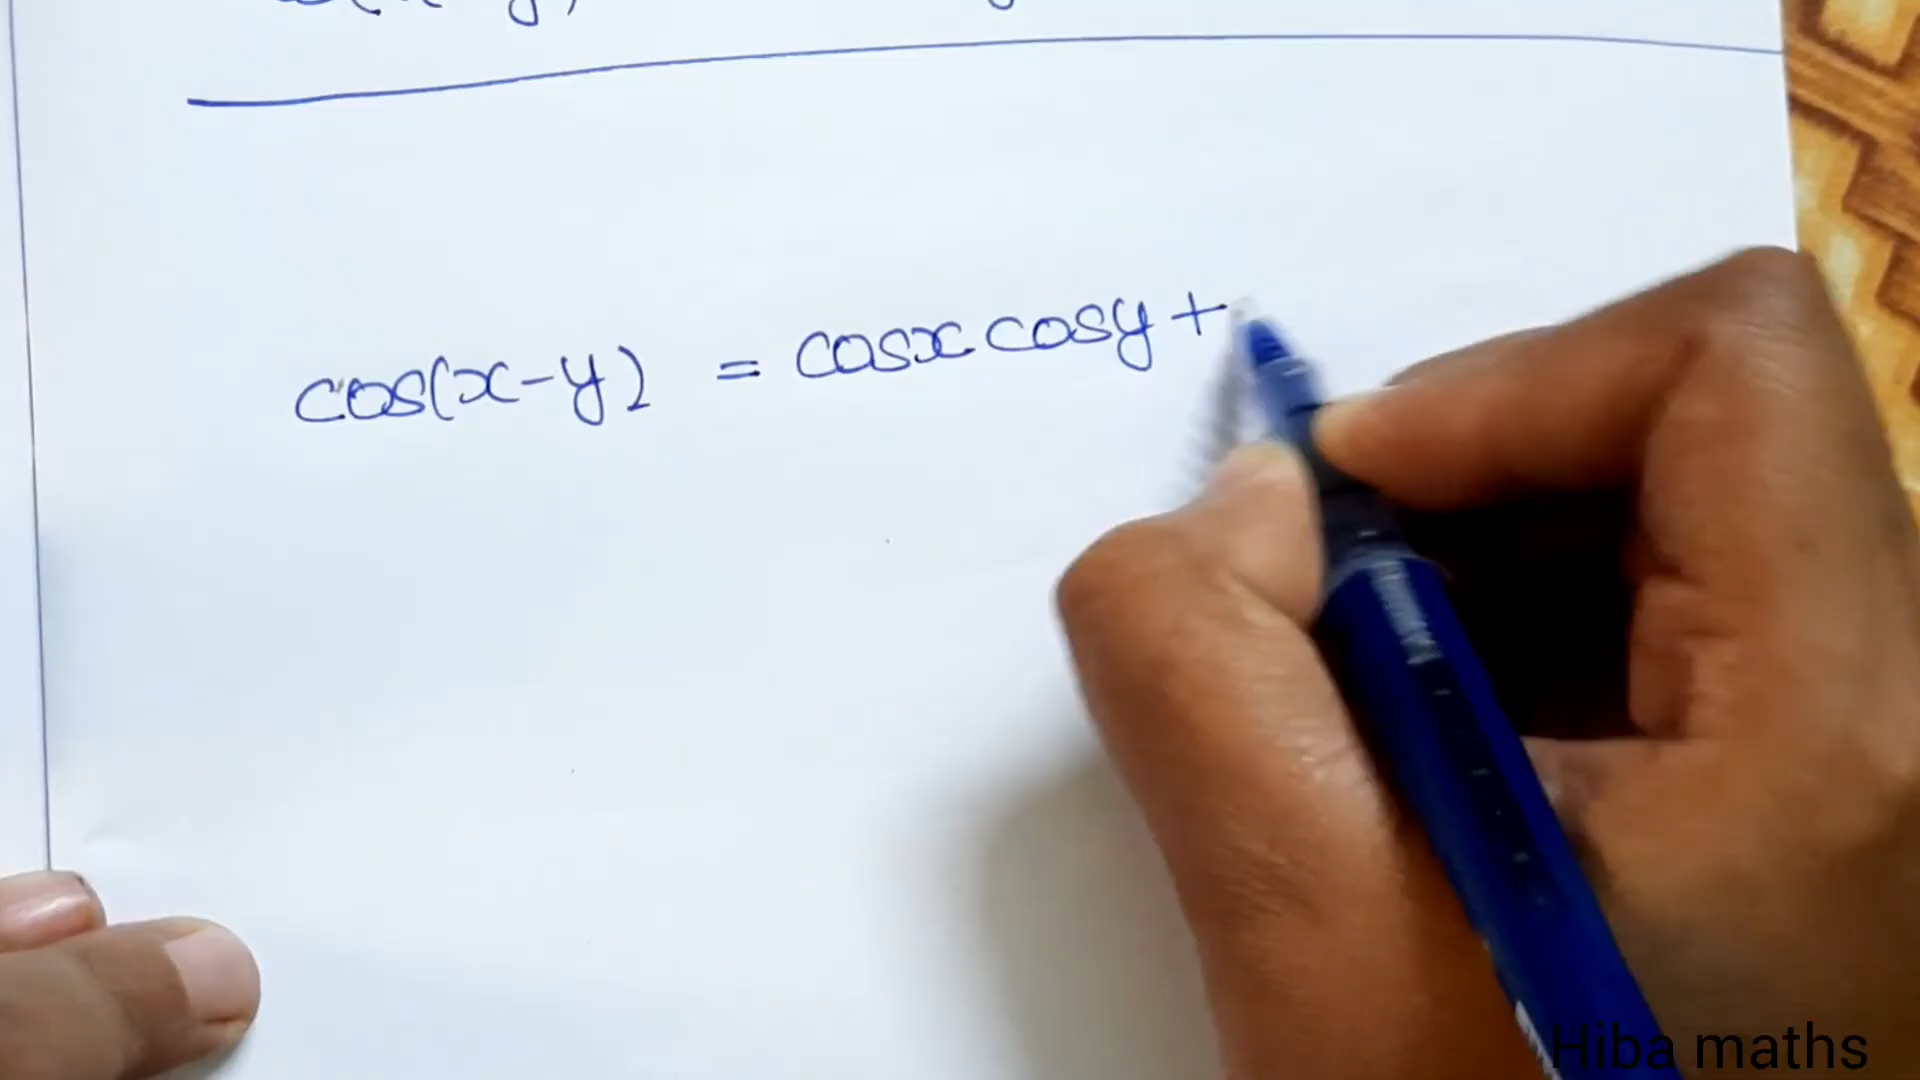 cos(x-y) = cosx cosy +
Hiba maths